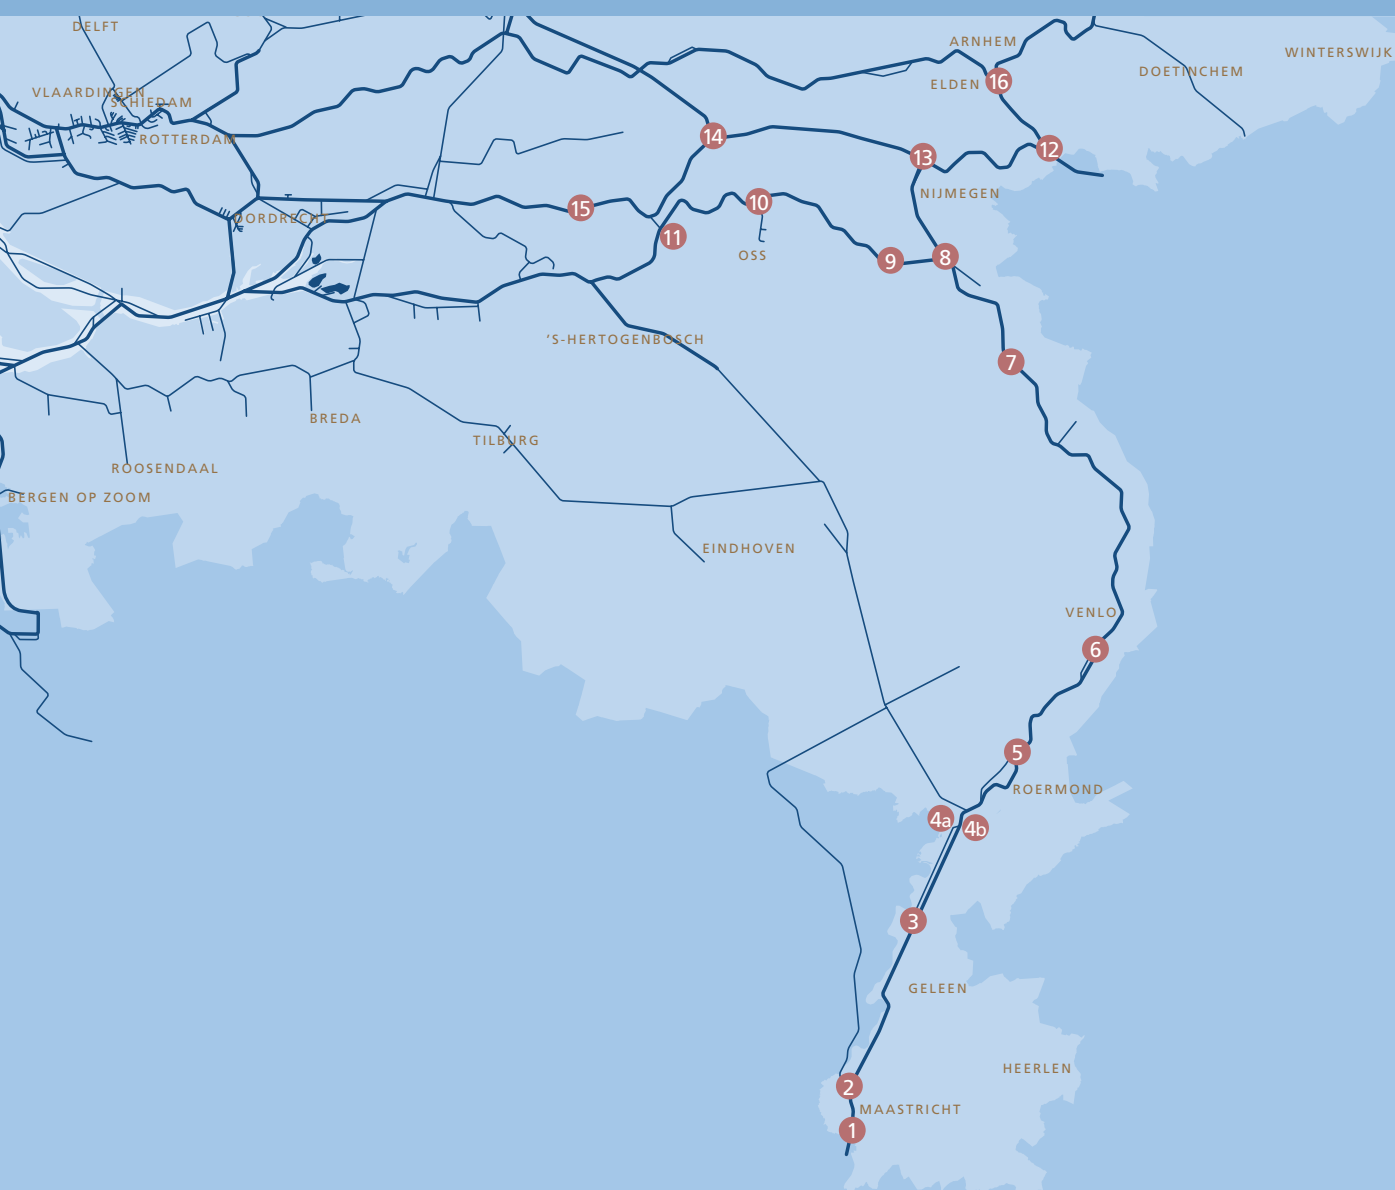 DELFT
ARNHEM
WINTERSWIJK
DOETINCHEM
ELDEN
16
VLAARDINGEN
SCHIEDAM
ROTTERDAM
14
12
13
NIJMEGEN
15
10
DORDRECHT
11
OSS
9
8
'S-HERTOGENBOSCH
7
BREDA
TILBURG
ROOSENDAAL
BERGEN OP ZOOM
EINDHOVEN
VENLO
6
5
ROERMOND
4a
4b
3
GELEEN
HEERLEN
2
MAASTRICHT
1